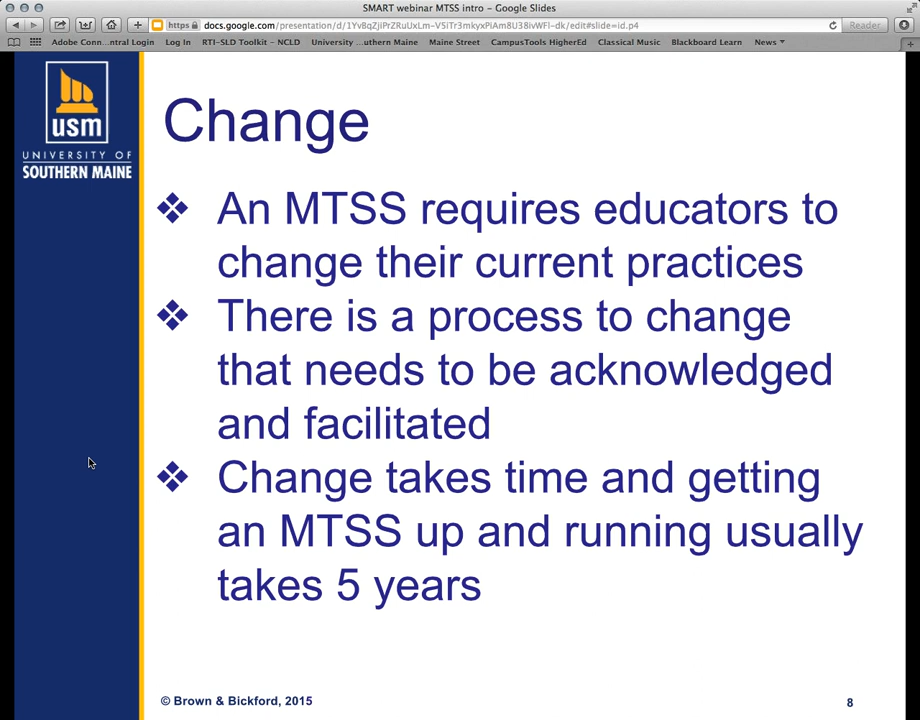 SMART webinar MTSS intro – Google Slides
https docs.google.com/presentation/d/1YvBqZjlPrZRuUxLm-V5iTr3mkyxPlAm8U38ivWFl-dk/edit#slide=id.p4 Reader
Adobe Conn...ntral Login Log In RTI-SLD Toolkit - NCLD University ...uthern Maine Maine Street CampusTools HigherEd Classical Music Blackboard Learn News
usm
UNIVERSITY OF
SOUTHERN MAINE
Change
❖ An MTSS requires educators to
change their current practices
❖ There is a process to change
that needs to be acknowledged
and facilitated
❖ Change takes time and getting
an MTSS up and running usually
takes 5 years
© Brown & Bickford, 2015
8